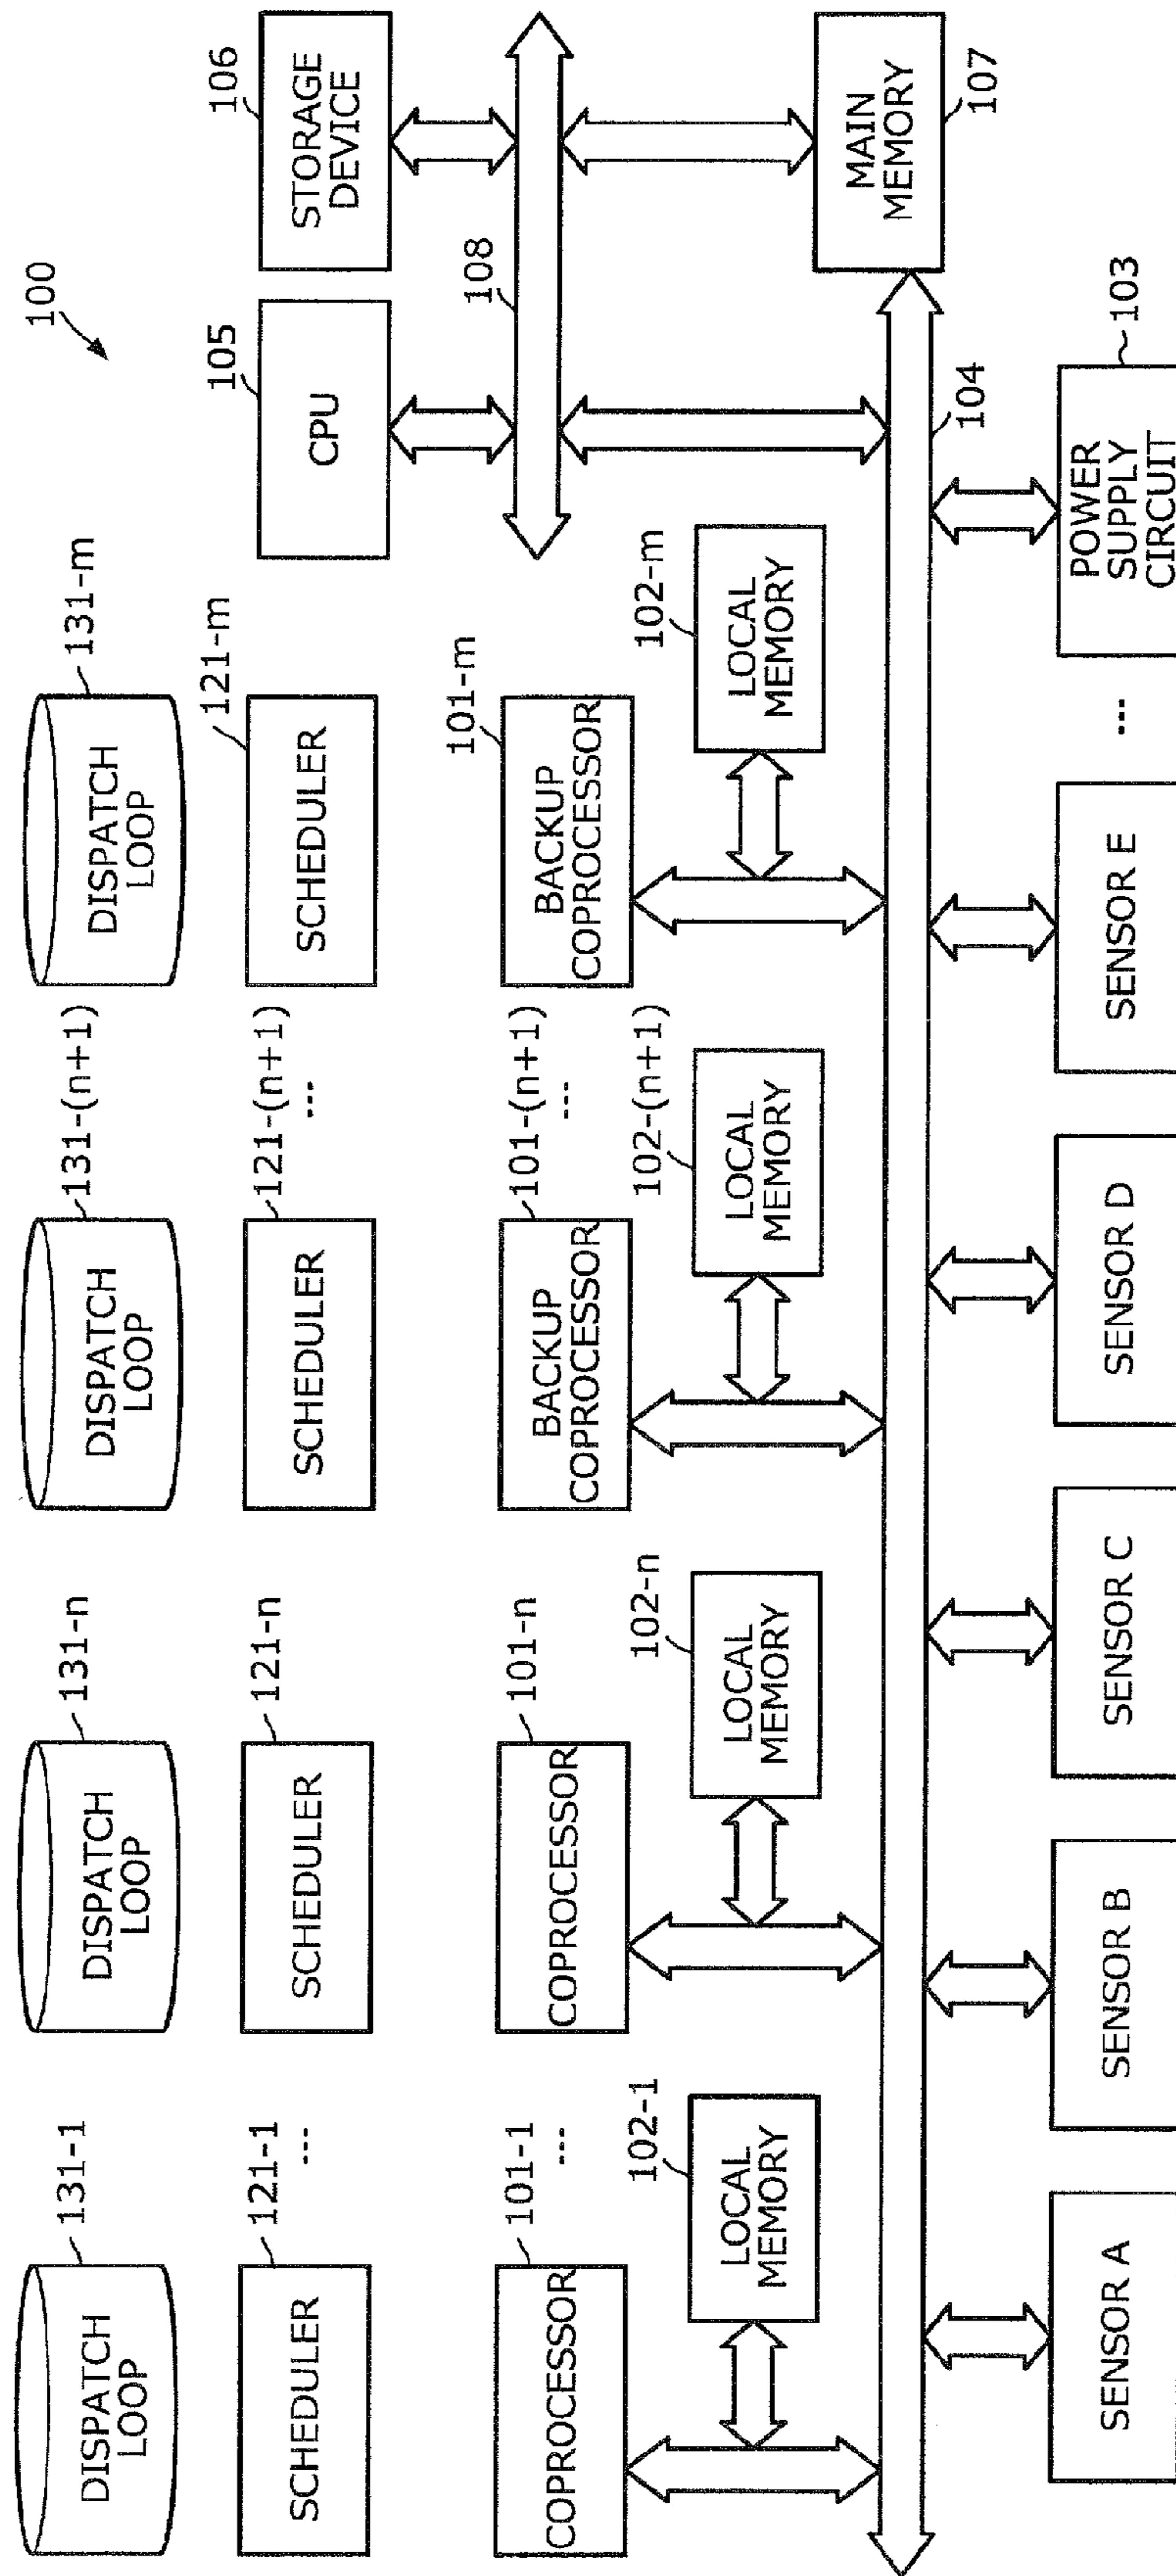 100
131-1
131-n
131-(n+1)
131-m
DISPATCH
LOOP
DISPATCH
LOOP
DISPATCH
LOOP
DISPATCH
LOOP
121-1
...
121-n
121-(n+1)
...
121-m
105
106
SCHEDULER
SCHEDULER
SCHEDULER
SCHEDULER
CPU
STORAGE
DEVICE
101-1
...
101-n
101-(n+1)
...
101-m
108
COPROCESSOR
COPROCESSOR
BACKUP
COPROCESSOR
BACKUP
COPROCESSOR
102-1
102-n
102-(n+1)
102-m
LOCAL
MEMORY
LOCAL
MEMORY
LOCAL
MEMORY
LOCAL
MEMORY
MAIN
MEMORY
107
104
103
SENSOR A
SENSOR B
SENSOR C
SENSOR D
SENSOR E
...
POWER
SUPPLY
CIRCUIT